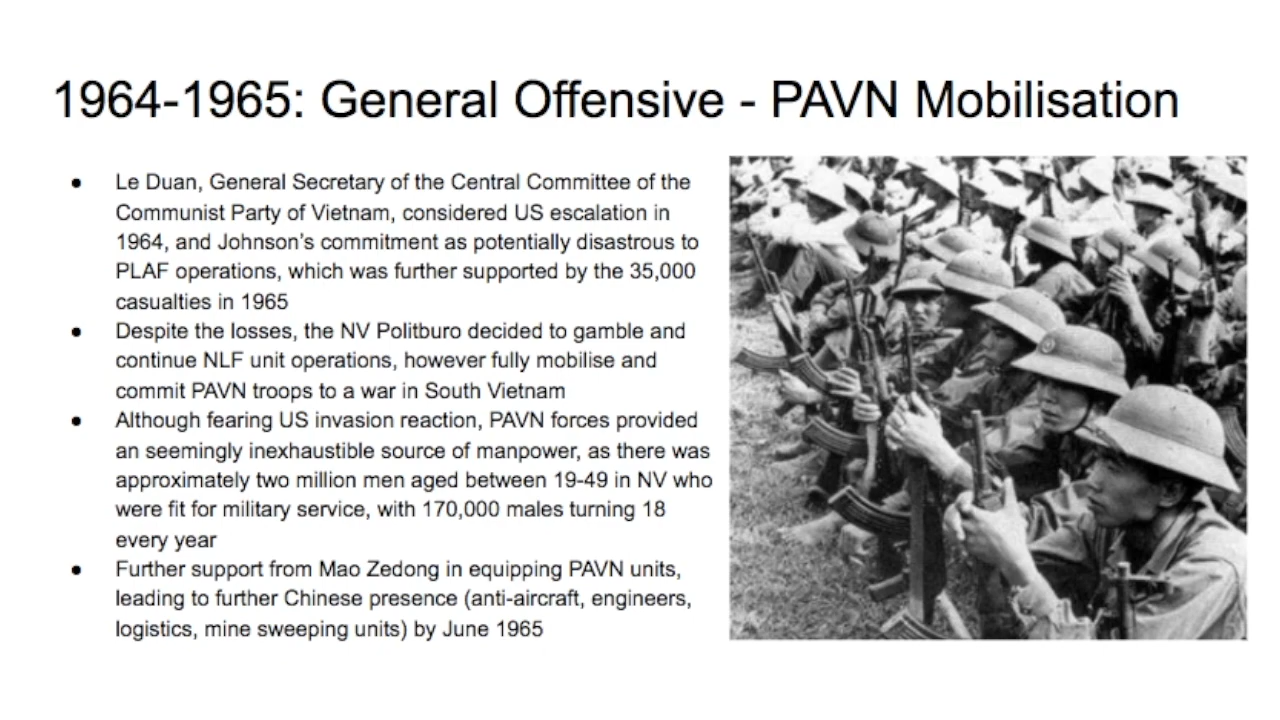 1964-1965: General Offensive - PAVN Mobilisation
● Le Duan, General Secretary of the Central Committee of the
Communist Party of Vietnam, considered US escalation in
1964, and Johnson's commitment as potentially disastrous to
PLAF operations, which was further supported by the 35,000
casualties in 1965
● Despite the losses, the NV Politburo decided to gamble and
continue NLF unit operations, however fully mobilise and
commit PAVN troops to a war in South Vietnam
● Although fearing US invasion reaction, PAVN forces provided
an seemingly inexhaustible source of manpower, as there was
approximately two million men aged between 19-49 in NV who
were fit for military service, with 170,000 males turning 18
every year
● Further support from Mao Zedong in equipping PAVN units,
leading to further Chinese presence (anti-aircraft, engineers,
logistics, mine sweeping units) by June 1965